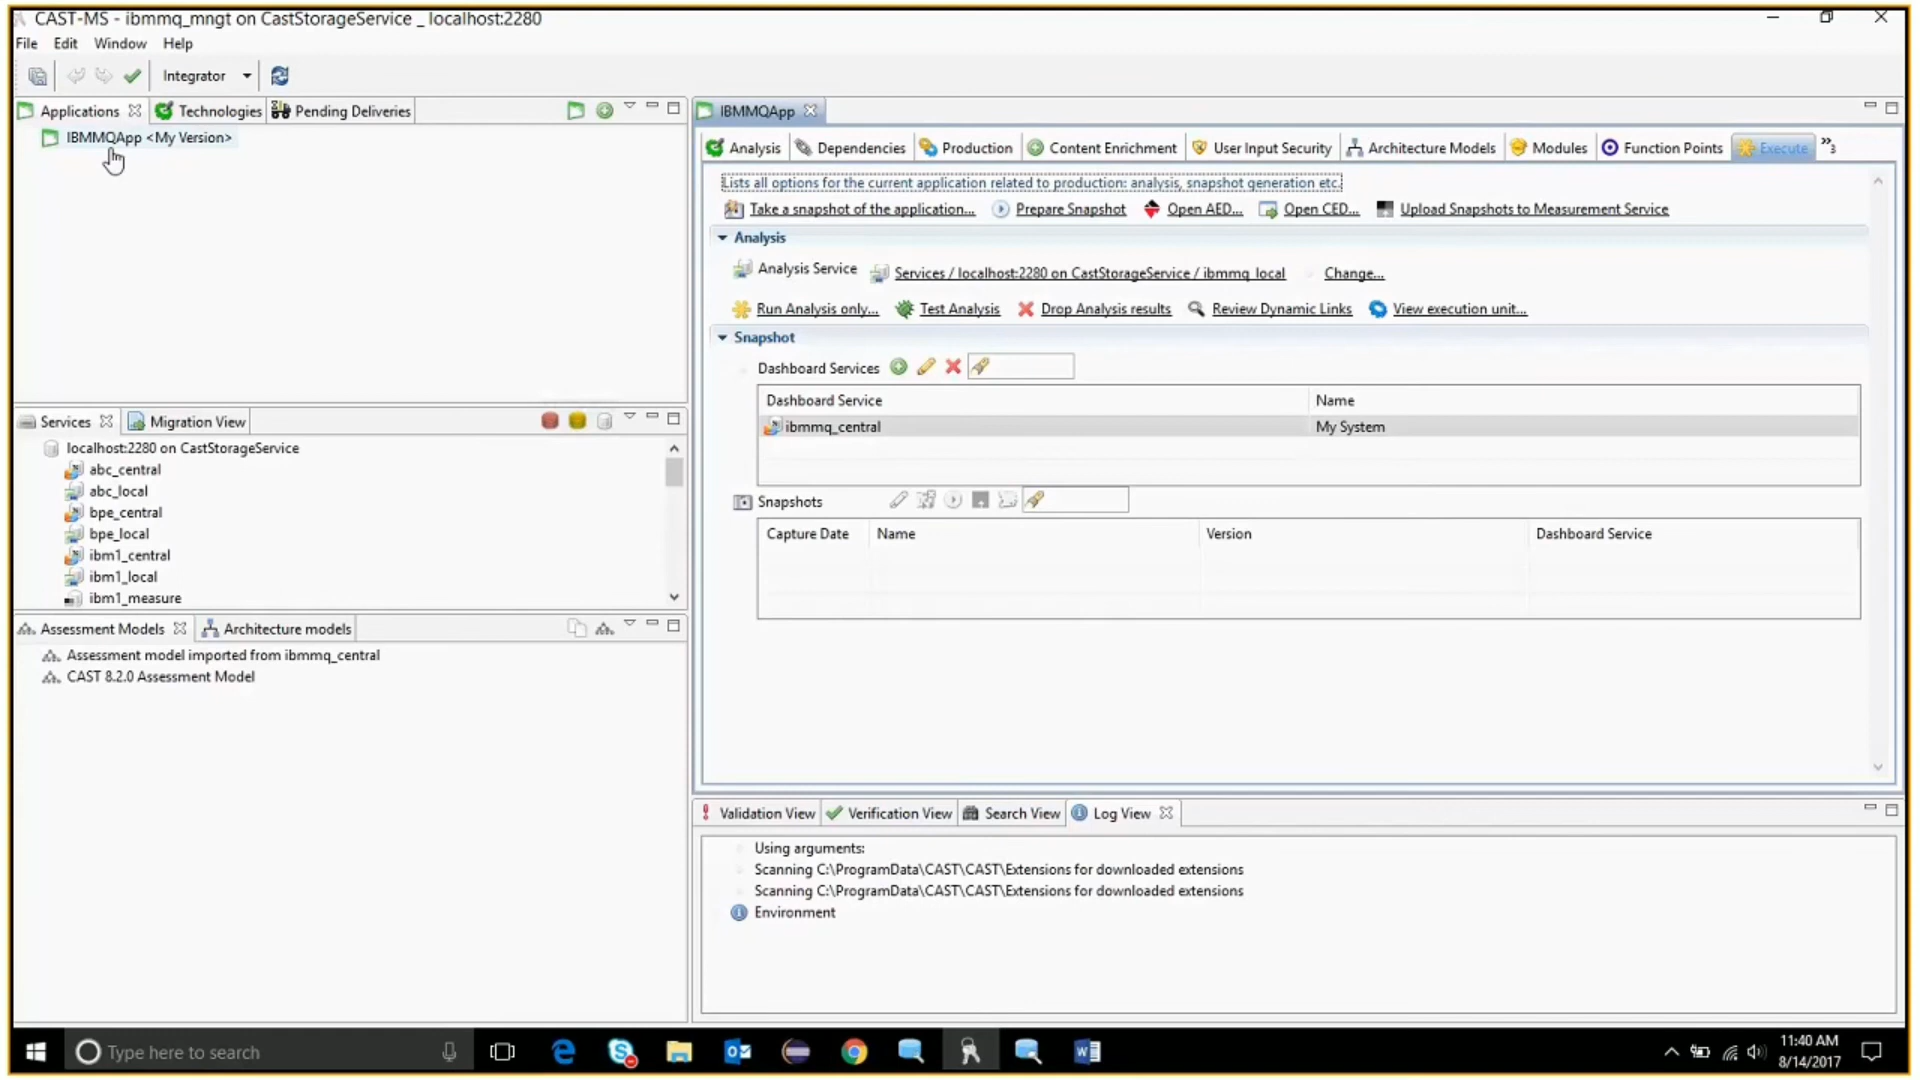 CAST-MS - ibmmq_mngt on CastStorageService _ localhost:2280
File Edit Window Help
Integrator
Applications Technologies Pending Deliveries
IBMMQApp <My Version>
Services Migration View
localhost:2280 on CastStorageService
abc_central
abc_local
bpe_central
bpe_local
ibm1_central
ibm1_local
ibm1_measure
Assessment Models Architecture models
Assessment model imported from ibmmq_central
CAST 8.2.0 Assessment Model
IBMMQApp
Analysis Dependencies Production Content Enrichment User Input Security Architecture Models Modules Function Points Execute »3
Lists all options for the current application related to production: analysis, snapshot generation etc.
Take a snapshot of the application... Prepare Snapshot Open AED... Open CED... Upload Snapshots to Measurement Service
Analysis
Analysis Service Services / localhost:2280 on CastStorageService / ibmmq_local Change...
Run Analysis only... Test Analysis Drop Analysis results Review Dynamic Links View execution unit...
Snapshot
Dashboard Services
Dashboard Service Name
ibmmq_central My System
Snapshots
Capture Date Name Version Dashboard Service
Validation View Verification View Search View Log View
Using arguments:
Scanning C:\ProgramData\CAST\CAST\Extensions for downloaded extensions
Scanning C:\ProgramData\CAST\CAST\Extensions for downloaded extensions
Environment
Type here to search
11:40 AM
8/14/2017